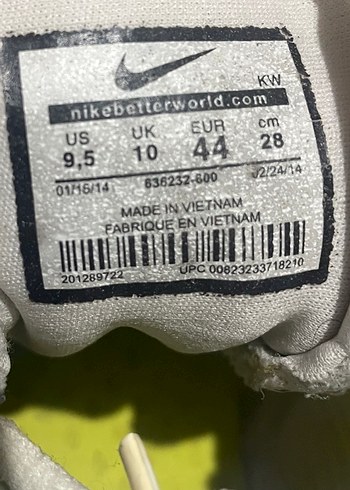 KW
nikebetterworld.com
US UK EUR cm
9,5 10 44 28
01/16/14 636232-600 02/24/14
MADE IN VIETNAM
FABRIQUE EN VIETNAM
201289722 UPC 00823233718210